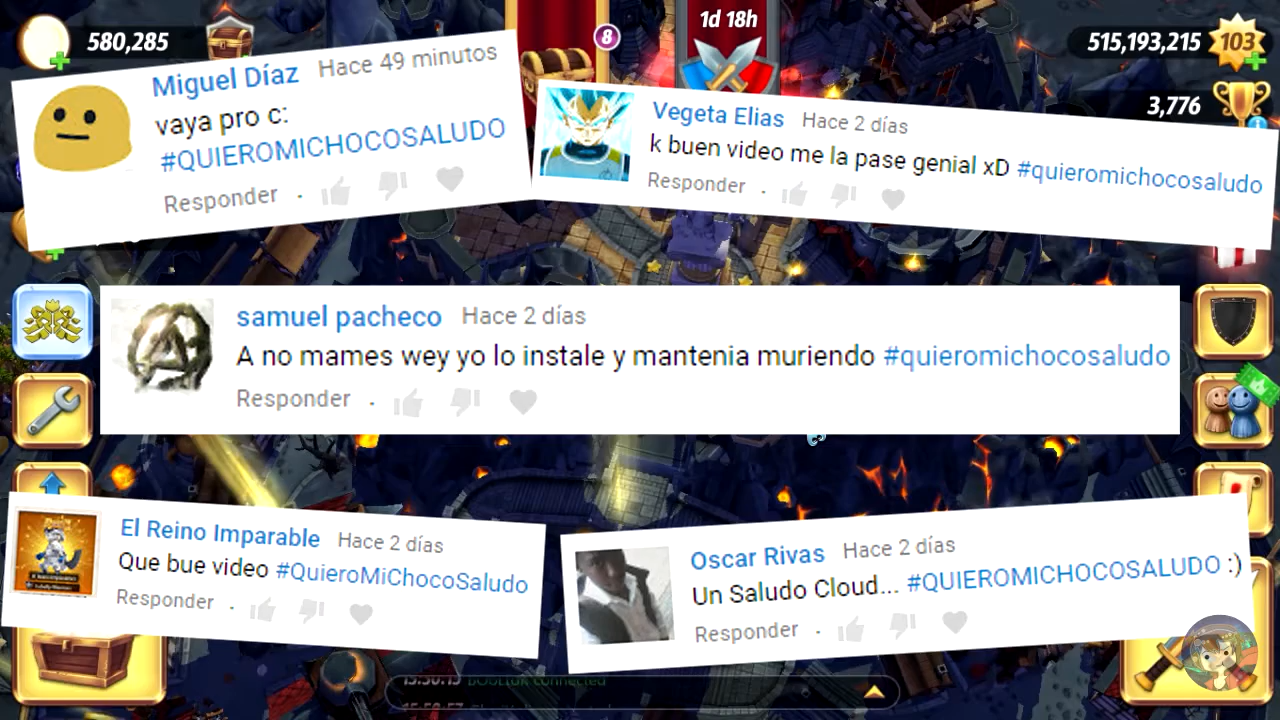 580,285
8
1d 18h
515,193,215
103
3,776
Miguel Díaz Hace 49 minutos
vaya pro c:
#QUIEROMICHOCOSALUDO
Responder
Vegeta Elias Hace 2 días
k buen video me la pase genial xD #quieromichocosaludo
Responder
samuel pacheco Hace 2 días
A no mames wey yo lo instale y mantenia muriendo #quieromichocosaludo
Responder
El Reino Imparable Hace 2 días
Que bue video #QuieroMiChocoSaludo
Responder
Oscar Rivas Hace 2 días
Un Saludo Cloud... #QUIEROMICHOCOSALUDO :)
Responder
connected